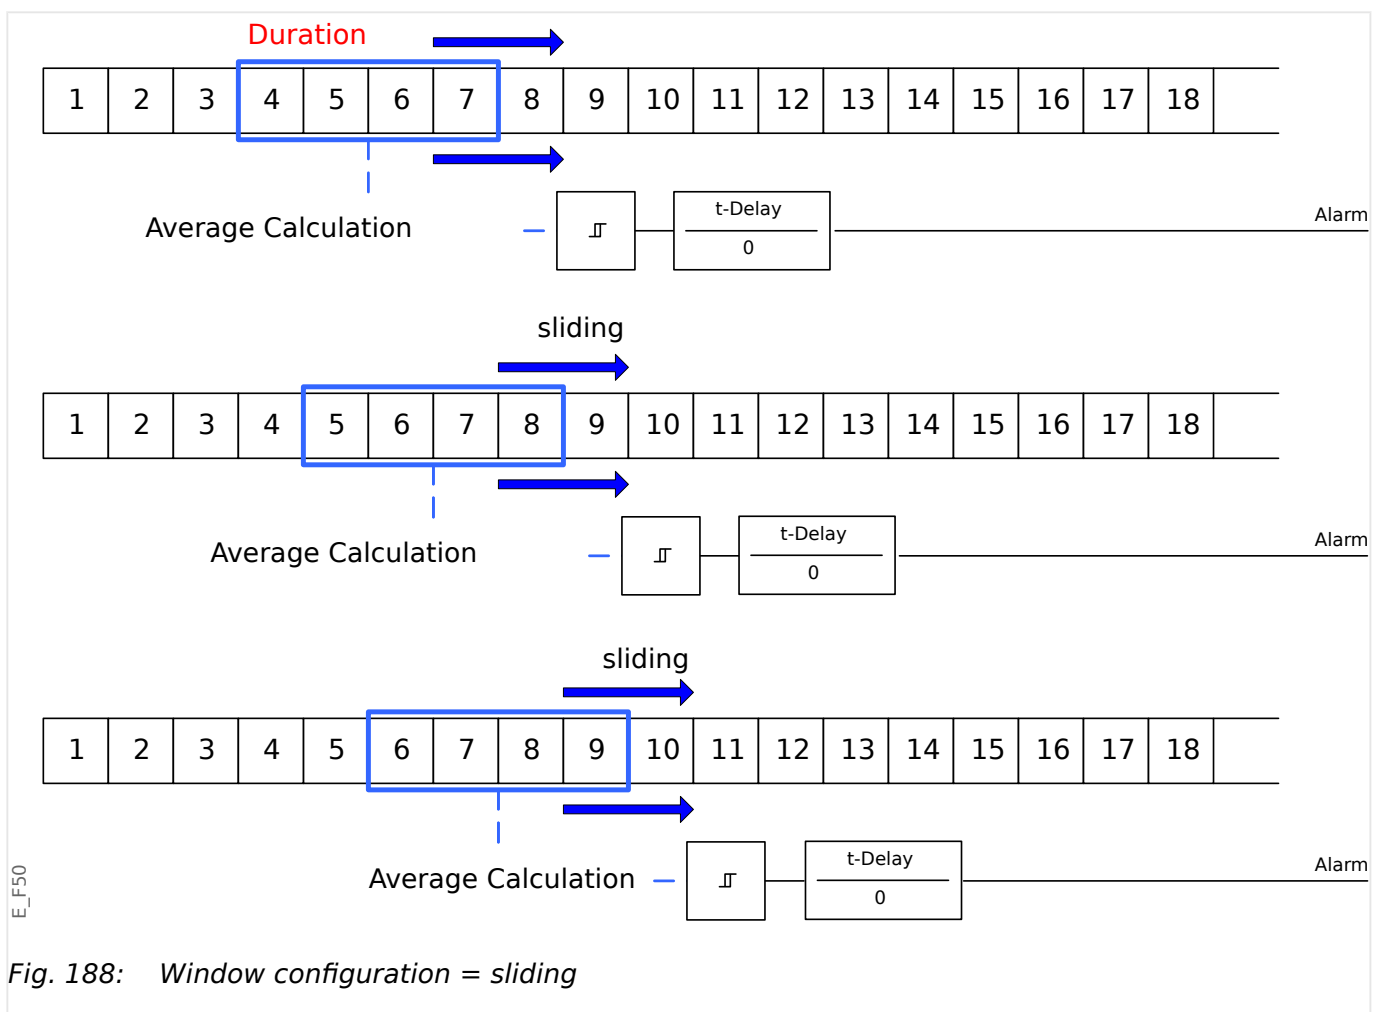 Duration
1 2 3 4 5 6 7 8 9 10 11 12 13 14 15 16 17 18
t-Delay
Alarm
Average Calculation
0
sliding
1 2 3 4 5 6 7 8 9 10 11 12 13 14 15 16 17 18
t-Delay
Alarm
Average Calculation
0
sliding
1 2 3 4 5 6 7 8 9 10 11 12 13 14 15 16 17 18
t-Delay
Alarm
Average Calculation
0
E_F50
Fig. 188: Window configuration = sliding